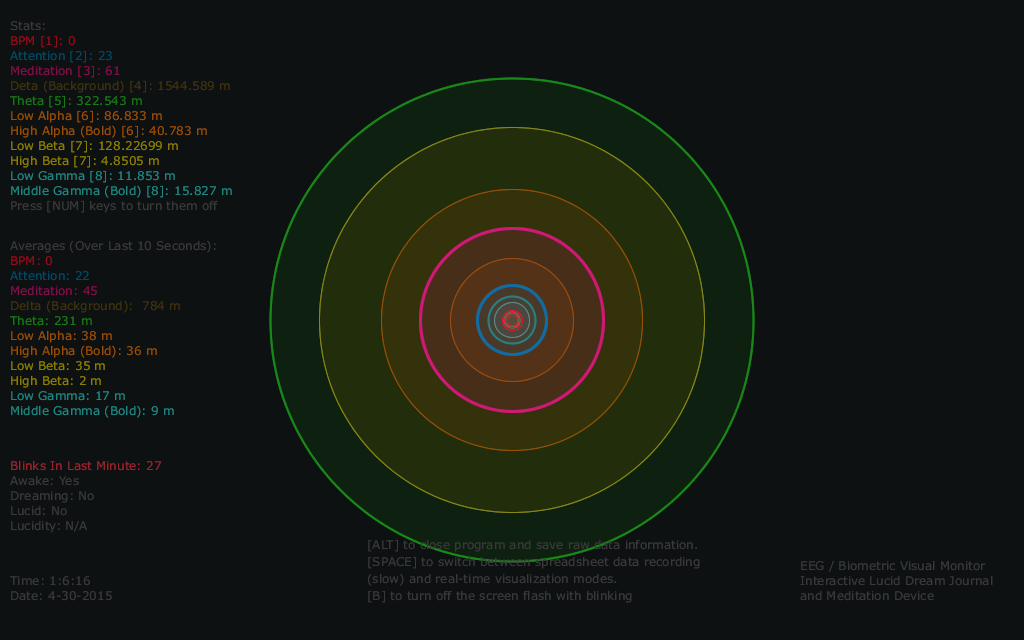 Stats:
BPM [1]: 0
Attention [2]: 23
Meditation [3]: 61
Deta (Background) [4]: 1544.589 m
Theta [5]: 322.543 m
Low Alpha [6]: 86.833 m
High Alpha (Bold) [6]: 40.783 m
Low Beta [7]: 128.22699 m
High Beta [7]: 4.8505 m
Low Gamma [8]: 11.853 m
Middle Gamma (Bold) [8]: 15.827 m
Press [NUM] keys to turn them off
Averages (Over Last 10 Seconds):
BPM: 0
Attention: 22
Meditation: 45
Delta (Background):  784 m
Theta: 231 m
Low Alpha: 38 m
High Alpha (Bold): 36 m
Low Beta: 35 m
High Beta: 2 m
Low Gamma: 17 m
Middle Gamma (Bold): 9 m
Blinks In Last Minute: 27
Awake: Yes
Dreaming: No
Lucid: No
Lucidity: N/A
Time: 1:6:16
Date: 4-30-2015
[ALT] to close program and save raw data information.
[SPACE] to switch between spreadsheet data recording
(slow) and real-time visualization modes.
[B] to turn off the screen flash with blinking
EEG / Biometric Visual Monitor
Interactive Lucid Dream Journal
and Meditation Device